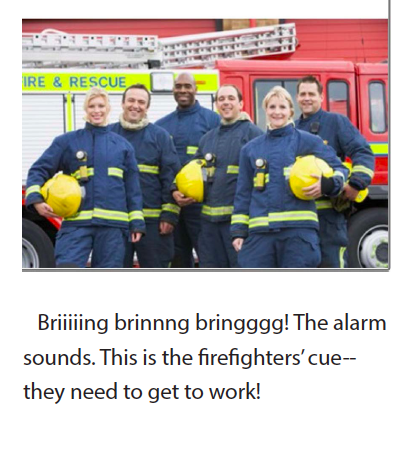 IRE & RESCUE
Briiiiing brinnng bringggg! The alarm
sounds. This is the firefighters’ cue--
they need to get to work!